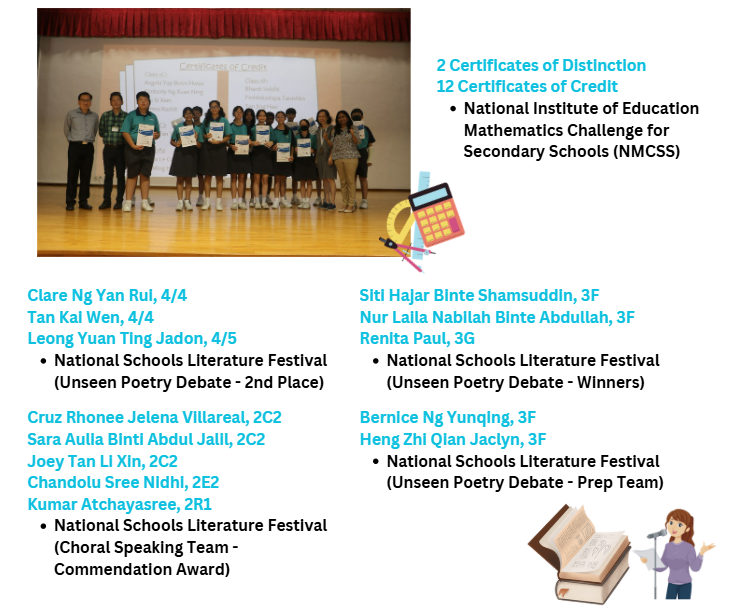 Certificates of Credit
2 Certificates of Distinction
12 Certificates of Credit
National Institute of Education
Mathematics Challenge for
Secondary Schools (NMCSS)
Clare Ng Yan Rui, 4/4
Tan Kai Wen, 4/4
Leong Yuan Ting Jadon, 4/5
• National Schools Literature Festival
(Unseen Poetry Debate - 2nd Place)
Siti Hajar Binte Shamsuddin, 3F
Nur Laila Nabilah Binte Abdullah, 3F
Renita Paul, 3G
• National Schools Literature Festival
(Unseen Poetry Debate - Winners)
Cruz Rhonee Jelena Villareal, 2C2
Sara Aulia Binti Abdul Jalil, 2C2
Joey Tan Li Xin, 2C2
Chandolu Sree Nidhi, 2E2
Kumar Atchayasree, 2R1
• National Schools Literature Festival
(Choral Speaking Team -
Commendation Award)
Bernice Ng Yunqing, 3F
Heng Zhi Qian Jaclyn, 3F
• National Schools Literature Festival
(Unseen Poetry Debate - Prep Team)